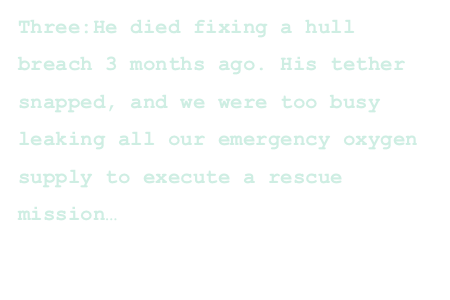 Three:He died fixing a hull
breach 3 months ago. His tether
snapped, and we were too busy
leaking all our emergency oxygen
supply to execute a rescue
mission…